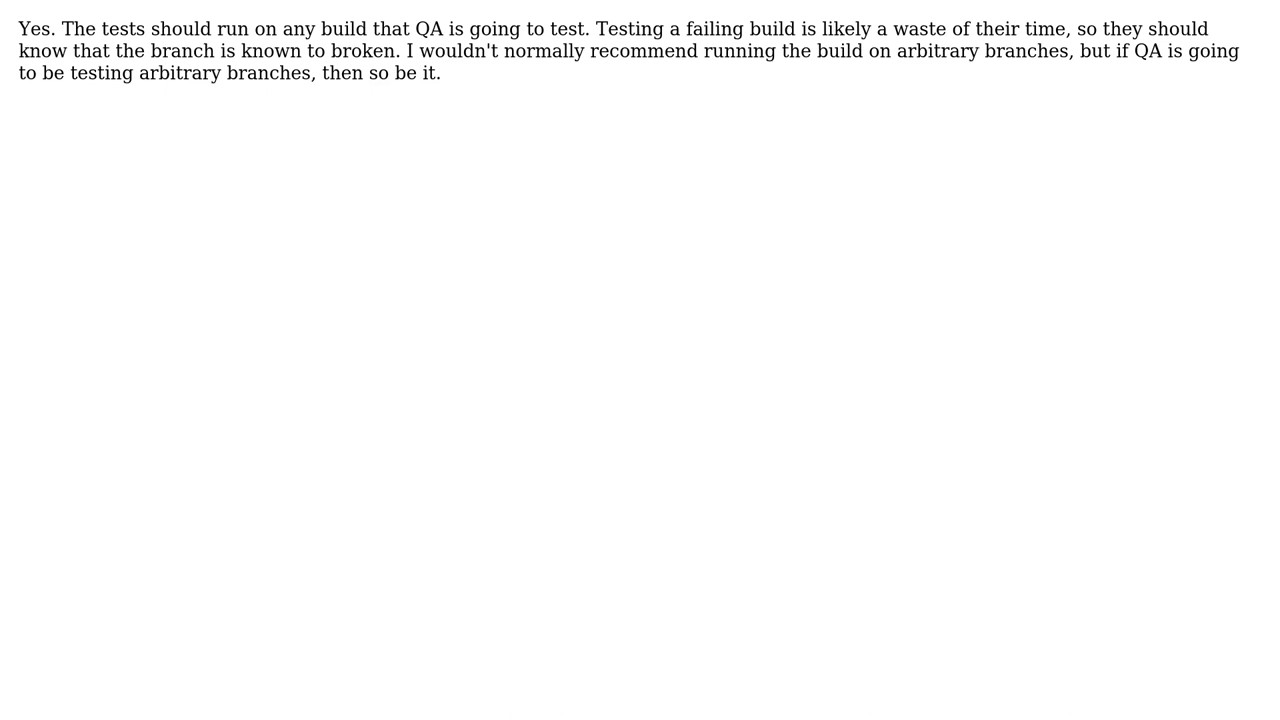 Yes. The tests should run on any build that QA is going to test. Testing a failing build is likely a waste of their time, so they should
know that the branch is known to broken. I wouldn't normally recommend running the build on arbitrary branches, but if QA is going
to be testing arbitrary branches, then so be it.